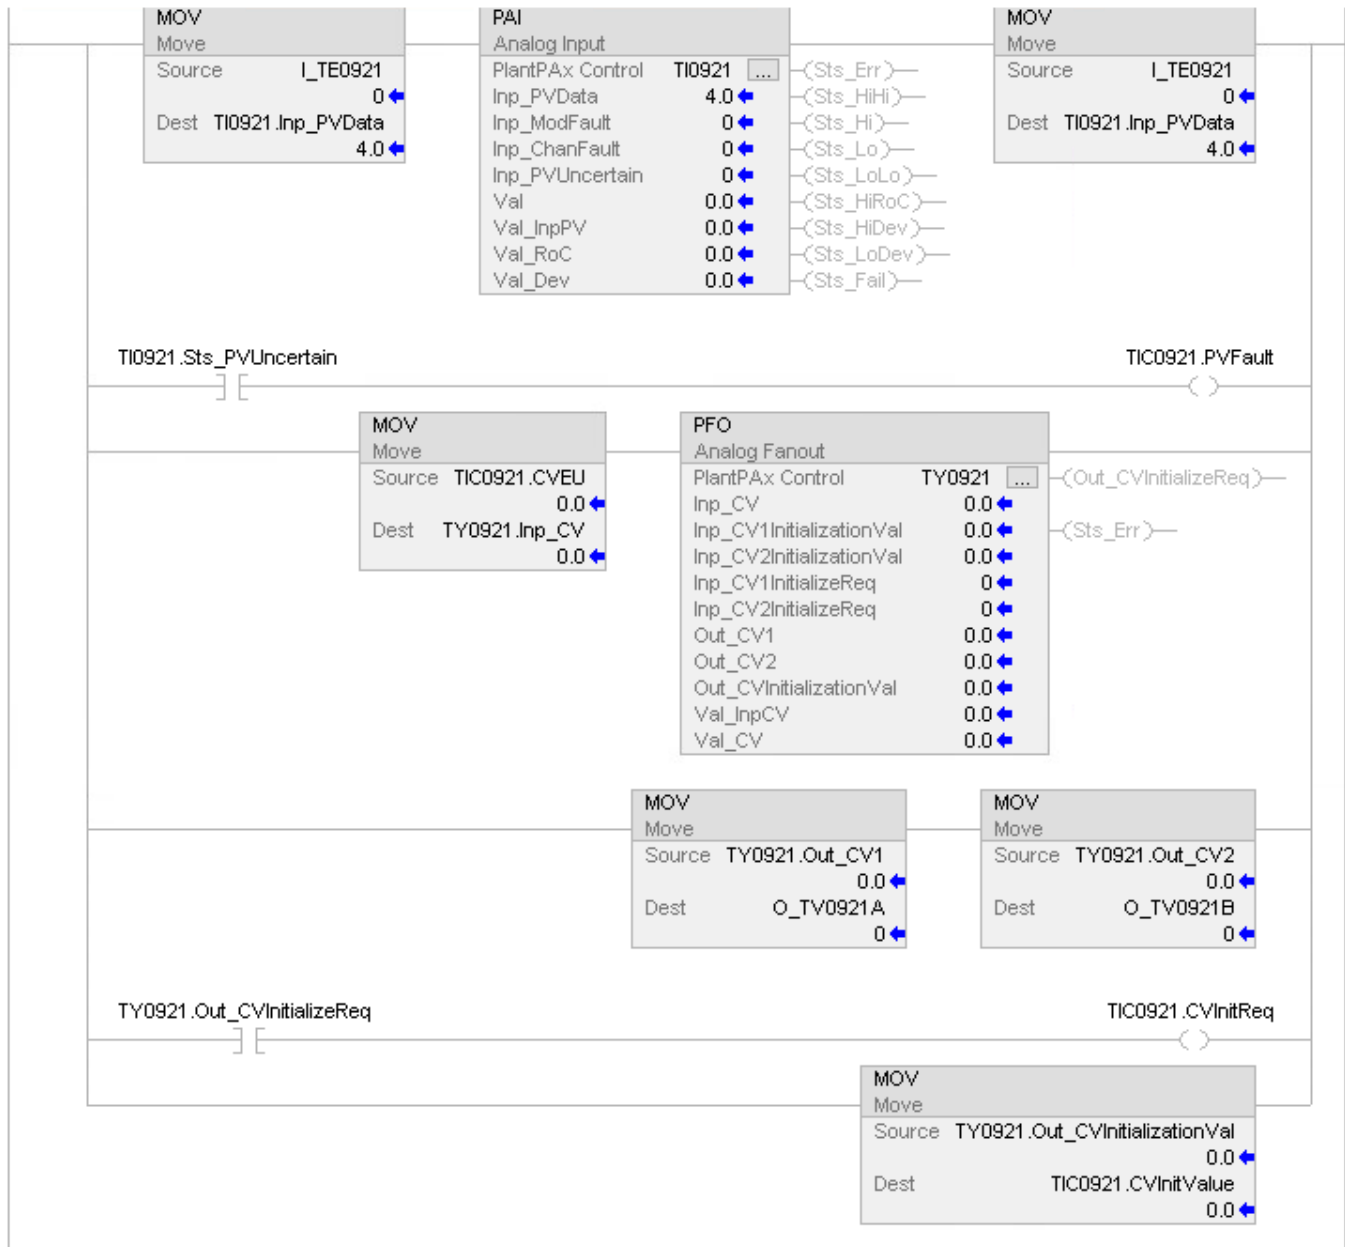 MOV
Move
Source I_TE0921
0
Dest TI0921.Inp_PVData
4.0
PAI
Analog Input
PlantPAx Control TI0921 ...
Inp_PVData 4.0
Inp_ModFault 0
Inp_ChanFault 0
Inp_PVUncertain 0
Val 0.0
Val_InpPV 0.0
Val_RoC 0.0
Val_Dev 0.0
(Sts_Err)
(Sts_HiHi)
(Sts_Hi)
(Sts_Lo)
(Sts_LoLo)
(Sts_HiRoC)
(Sts_HiDev)
(Sts_LoDev)
(Sts_Fail)
MOV
Move
Source I_TE0921
0
Dest TI0921.Inp_PVData
4.0
TI0921.Sts_PVUncertain
TIC0921.PVFault
MOV
Move
Source TIC0921.CVEU
0.0
Dest TY0921.Inp_CV
0.0
PFO
Analog Fanout
PlantPAx Control TY0921 ...
Inp_CV 0.0
Inp_CV1InitializationVal 0.0
Inp_CV2InitializationVal 0.0
Inp_CV1InitializeReq 0
Inp_CV2InitializeReq 0
Out_CV1 0.0
Out_CV2 0.0
Out_CVInitializationVal 0.0
Val_InpCV 0.0
Val_CV 0.0
(Out_CVInitializeReq)
(Sts_Err)
MOV
Move
Source TY0921.Out_CV1
0.0
Dest O_TV0921A
0
MOV
Move
Source TY0921.Out_CV2
0.0
Dest O_TV0921B
0
TY0921.Out_CVInitializeReq
TIC0921.CVInitReq
MOV
Move
Source TY0921.Out_CVInitializationVal
0.0
Dest TIC0921.CVInitValue
0.0